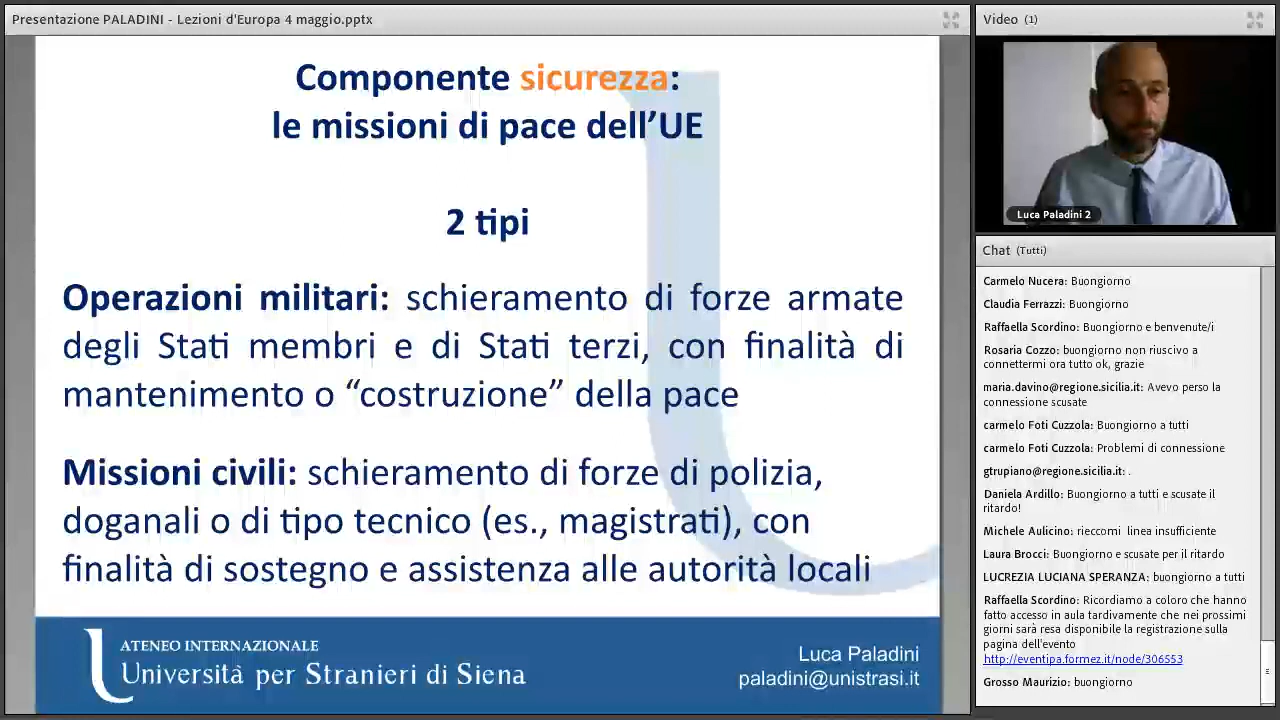 Presentazione PALADINI - Lezioni d'Europa 4 maggio.pptx
Componente sicurezza:
le missioni di pace dell’UE
2 tipi
Operazioni militari: schieramento di forze armate
degli Stati membri e di Stati terzi, con finalità di
mantenimento o “costruzione” della pace
Missioni civili: schieramento di forze di polizia,
doganali o di tipo tecnico (es., magistrati), con
finalità di sostegno e assistenza alle autorità locali
ATENEO INTERNAZIONALE
Università per Stranieri di Siena
Luca Paladini
paladini@unistrasi.it
Video (1)
Luca Paladini 2
Chat (Tutti)
Carmelo Nucera: Buongiorno
Claudia Ferrazzi: Buongiorno
Raffaella Scordino: Buongiorno e benvenute/i
Rosaria Cozzo: buongiorno non riuscivo a
connettermi ora tutto ok, grazie
maria.davino@regione.sicilia.it: Avevo perso la
connessione scusate
carmelo Foti Cuzzola: Buongiorno a tutti
carmelo Foti Cuzzola: Problemi di connessione
gtrupiano@regione.sicilia.it: .
Daniela Ardillo: Buongiorno a tutti e scusate il
ritardo!
Michele Aulicino: rieccomi linea insufficiente
Laura Brocci: Buongiorno e scusate per il ritardo
LUCREZIA LUCIANA SPERANZA: buongiorno a tutti
Raffaella Scordino: Ricordiamo a coloro che hanno
fatto accesso in aula tardivamente che nei prossimi
giorni sarà resa disponibile la registrazione sulla
pagina dell'evento
http://eventipa.formez.it/node/306553
Grosso Maurizio: buongiorno